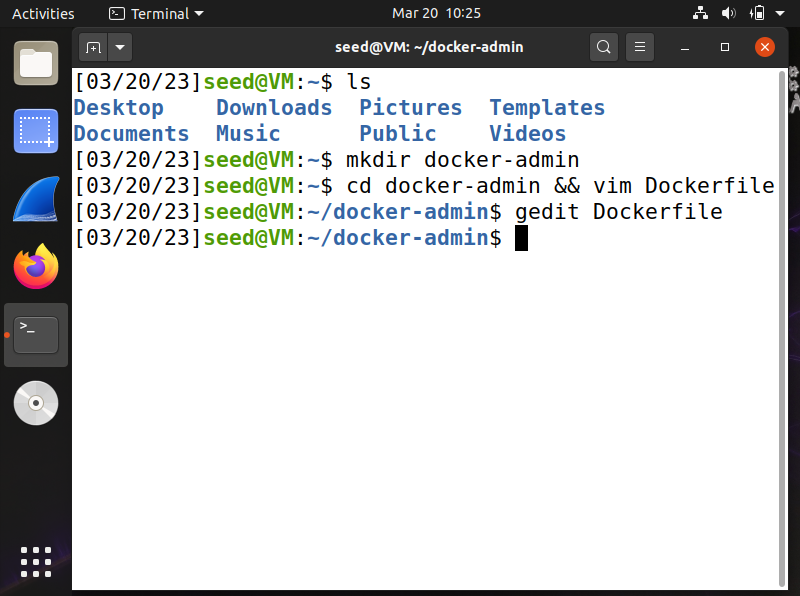 Activities Terminal Mar 20 10:25
seed@VM: ~/docker-admin
[03/20/23]seed@VM:~$ ls
Desktop Downloads Pictures Templates
Documents Music Public Videos
[03/20/23]seed@VM:~$ mkdir docker-admin
[03/20/23]seed@VM:~$ cd docker-admin && vim Dockerfile
[03/20/23]seed@VM:~/docker-admin$ gedit Dockerfile
[03/20/23]seed@VM:~/docker-admin$